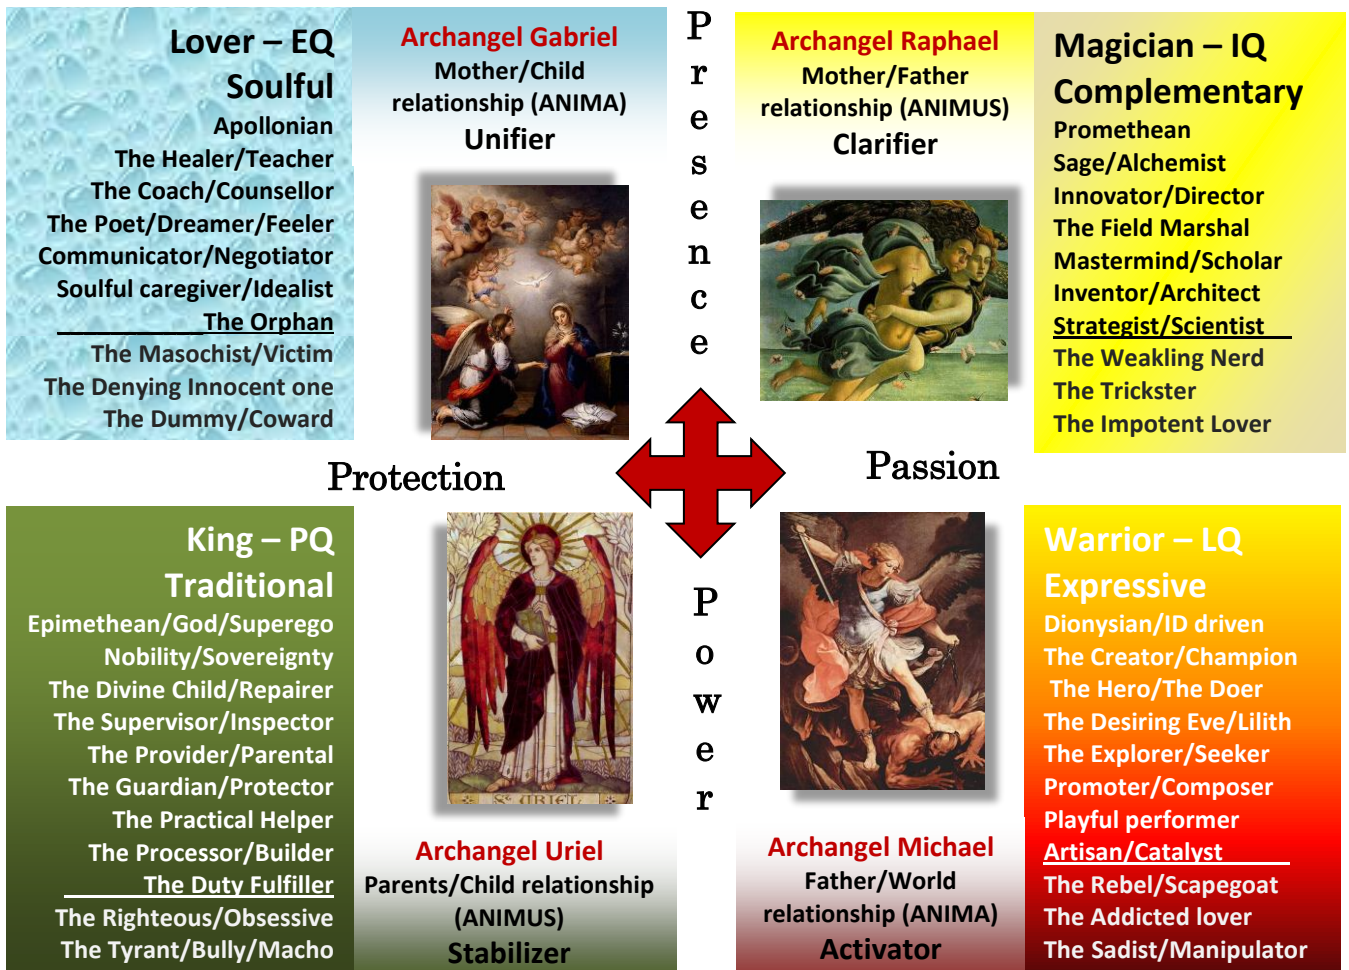 Lover – EQ
Soulful
Apollonian
The Healer/Teacher
The Coach/Counsellor
The Poet/Dreamer/Feeler
Communicator/Negotiator
Soulful caregiver/Idealist
The Orphan
The Masochist/Victim
The Denying Innocent one
The Dummy/Coward
Archangel Gabriel
Mother/Child
relationship (ANIMA)
Unifier
Presence
Archangel Raphael
Mother/Father
relationship (ANIMUS)
Clarifier
Magician – IQ
Complementary
Promethean
Sage/Alchemist
Innovator/Director
The Field Marshal
Mastermind/Scholar
Inventor/Architect
Strategist/Scientist
The Weakling Nerd
The Trickster
The Impotent Lover
Protection
Passion
King – PQ
Traditional
Epimethean/God/Superego
Nobility/Sovereignty
The Divine Child/Repairer
The Supervisor/Inspector
The Provider/Parental
The Guardian/Protector
The Practical Helper
The Processor/Builder
The Duty Fulfiller
The Righteous/Obsessive
The Tyrant/Bully/Macho
St URIEL
Archangel Uriel
Parents/Child relationship
(ANIMUS)
Stabilizer
Power
Archangel Michael
Father/World
relationship (ANIMA)
Activator
Warrior – LQ
Expressive
Dionysian/ID driven
The Creator/Champion
The Hero/The Doer
The Desiring Eve/Lilith
The Explorer/Seeker
Promoter/Composer
Playful performer
Artisan/Catalyst
The Rebel/Scapegoat
The Addicted lover
The Sadist/Manipulator